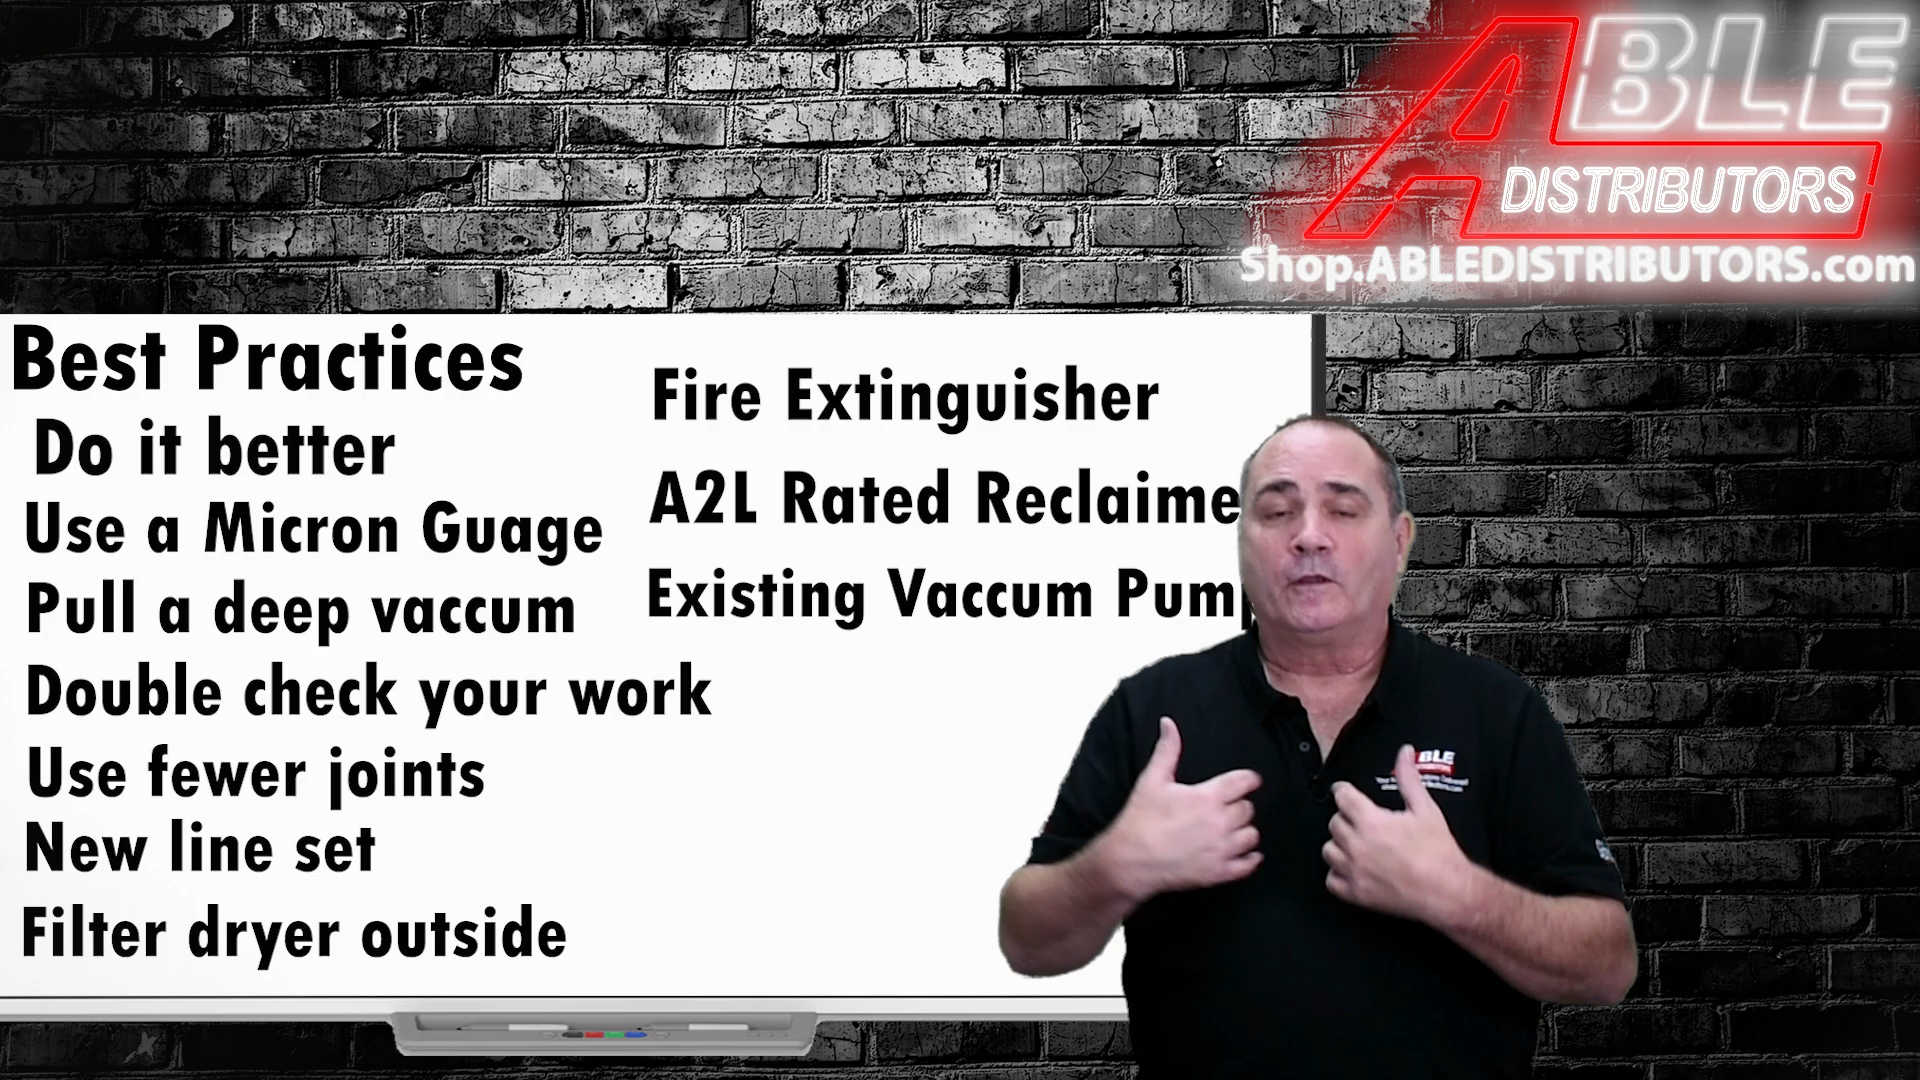 ABLE
DISTRIBUTORS
Shop.ABLEDISTRIBUTORS.com
Best Practices
Do it better
Use a Micron Guage
Pull a deep vaccum
Double check your work
Use fewer joints
New line set
Filter dryer outside
Fire Extinguisher
A2L Rated Reclaime
Existing Vaccum Pump
BLE